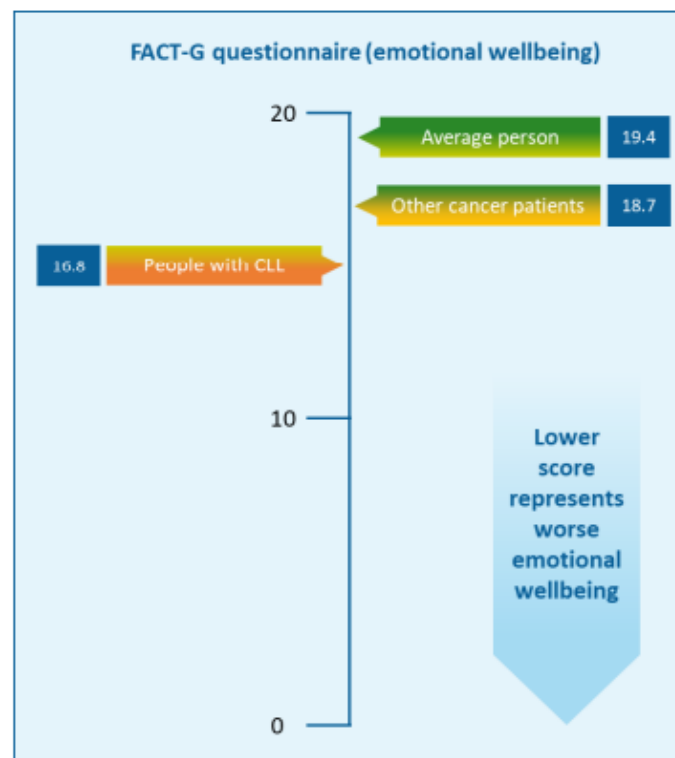 FACT-G questionnaire (emotional wellbeing)
20
Average person 19.4
Other cancer patients 18.7
16.8 People with CLL
10
Lower
score
represents
worse
emotional
wellbeing
0